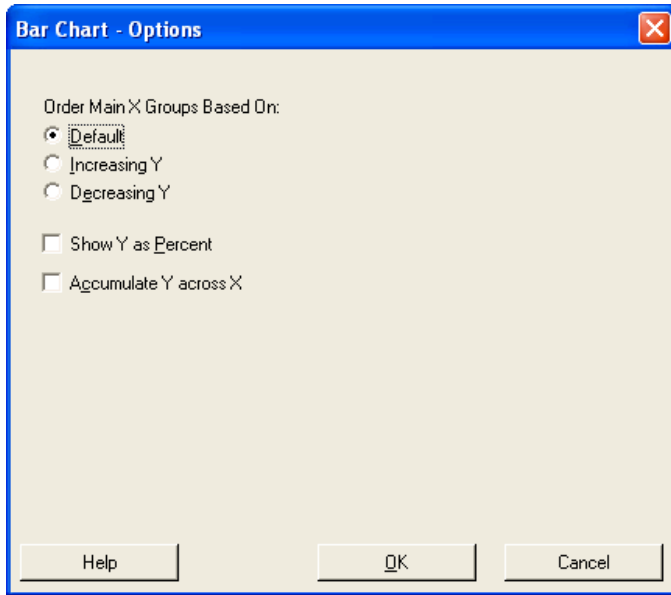 Bar Chart - Options
Order Main X Groups Based On:
Default
Increasing Y
Decreasing Y
Show Y as Percent
Accumulate Y across X
Help OK Cancel